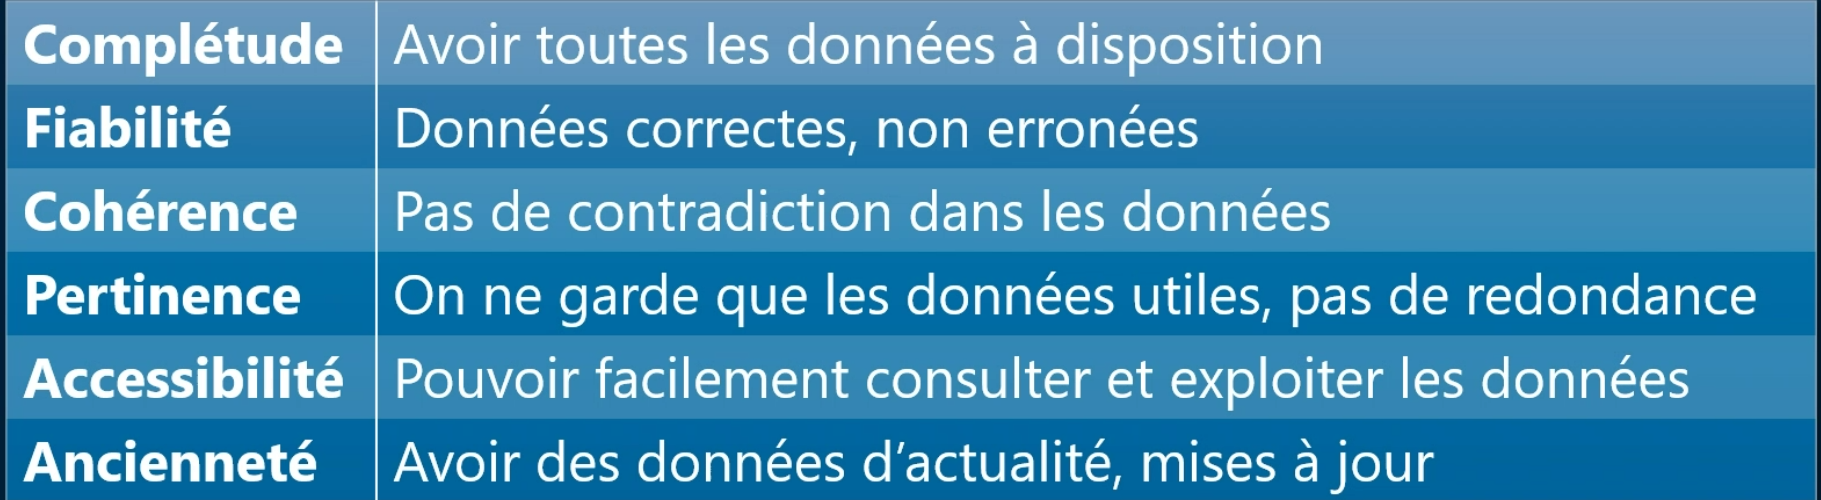 Complétude Avoir toutes les données à disposition
Fiabilité Données correctes, non erronées
Cohérence Pas de contradiction dans les données
Pertinence On ne garde que les données utiles, pas de redondance
Accessibilité Pouvoir facilement consulter et exploiter les données
Ancienneté Avoir des données d’actualité, mises à jour